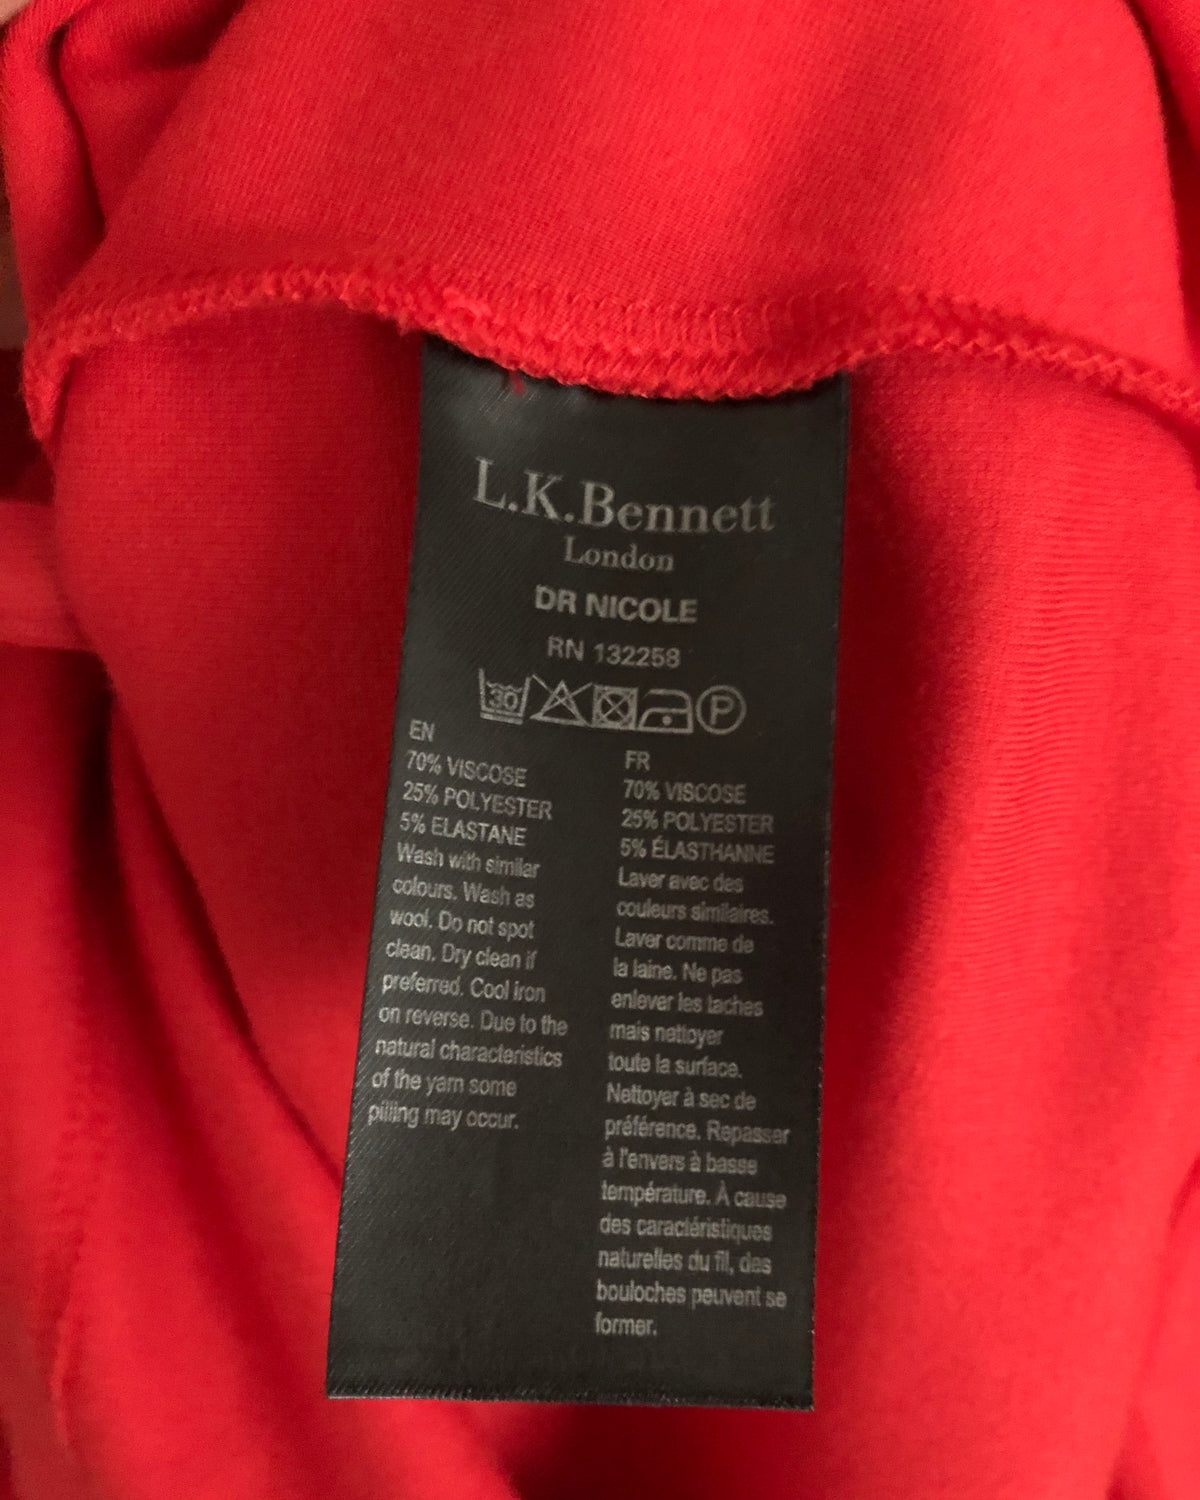 L.K.Bennett
London
DR NICOLE
RN 132258
30 P
EN
70% VISCOSE
25% POLYESTER
5% ELASTANE
Wash with similar
colours. Wash as
wool. Do not spot
clean. Dry clean if
preferred. Cool iron
on reverse. Due to the
natural characteristics
of the yarn some
pilling may occur.
FR
70% VISCOSE
25% POLYESTER
5% ÉLASTHANNE
Laver avec des
couleurs similaires.
Laver comme de
la laine. Ne pas
enlever les taches
mais nettoyer
toute la surface.
Nettoyer à sec de
préférence. Repasser
à l'envers à basse
température. À cause
des caractéristiques
naturelles du fil, des
bouloches peuvent se
former.